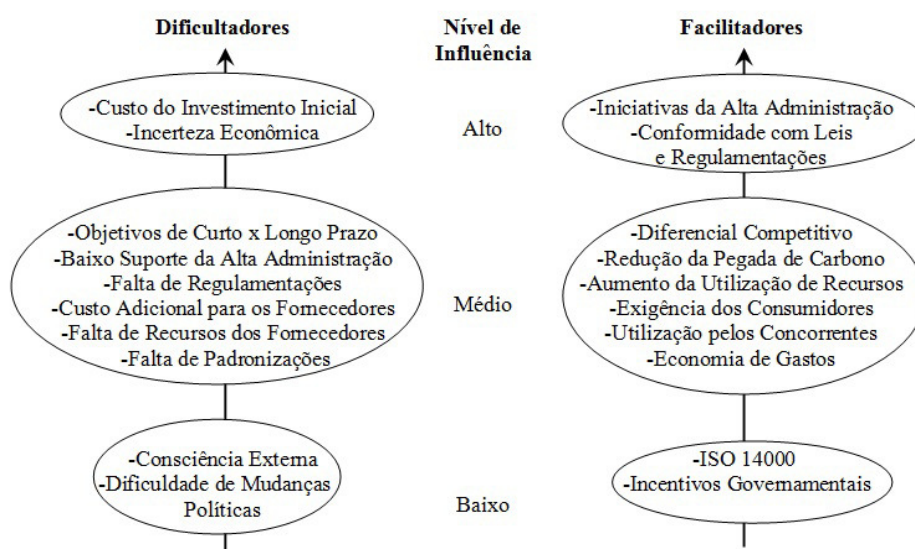 Dificultadores
-Custo do Investimento Inicial
-Incerteza Econômica
-Objetivos de Curto x Longo Prazo
-Baixo Suporte da Alta Administração
-Falta de Regulamentações
-Custo Adicional para os Fornecedores
-Falta de Recursos dos Fornecedores
-Falta de Padronizações
-Consciência Externa
-Dificuldade de Mudanças
Políticas
Nível de
Influência
Alto
Médio
Baixo
Facilitadores
-Iniciativas da Alta Administração
-Conformidade com Leis
e Regulamentações
-Diferencial Competitivo
-Redução da Pegada de Carbono
-Aumento da Utilização de Recursos
-Exigência dos Consumidores
-Utilização pelos Concorrentes
-Economia de Gastos
-ISO 14000
-Incentivos Governamentais